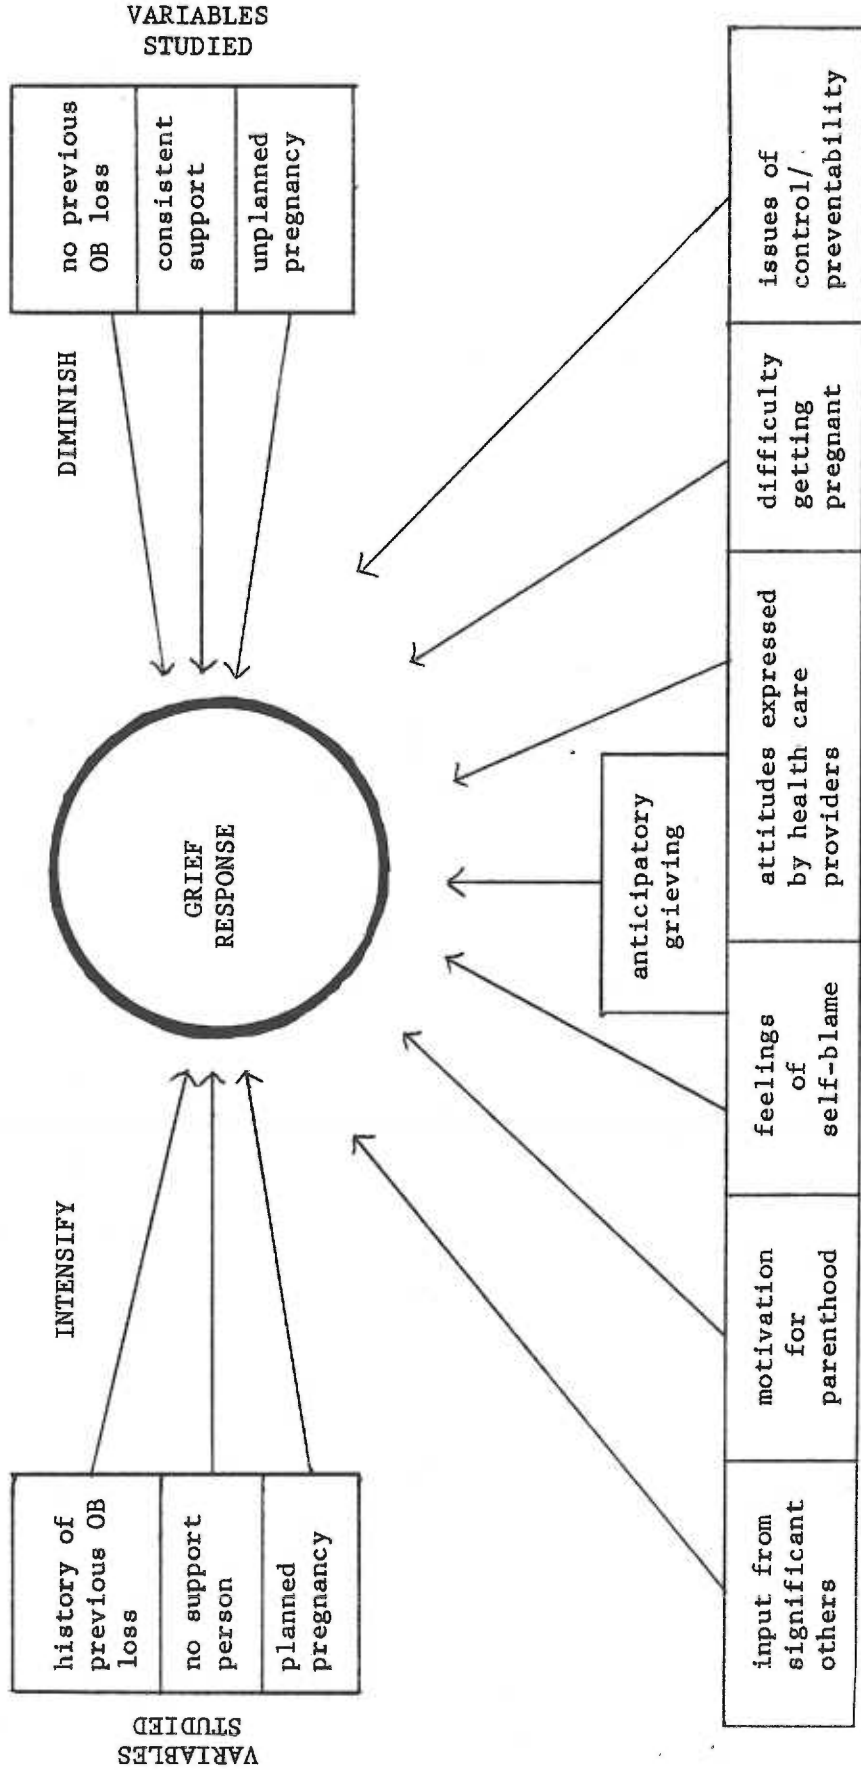 VARIABLES
STUDIED
INTENSIFY
DIMINISH
VARIABLES
STUDIED
history of
previous OB
loss
no support
person
planned
pregnancy
GRIEF
RESPONSE
no previous
OB loss
consistent
support
unplanned
pregnancy
anticipatory
grieving
input from
significant
others
motivation
for
parenthood
feelings
of
self-blame
attitudes expressed
by health care
providers
difficulty
getting
pregnant
issues of
control/
preventability